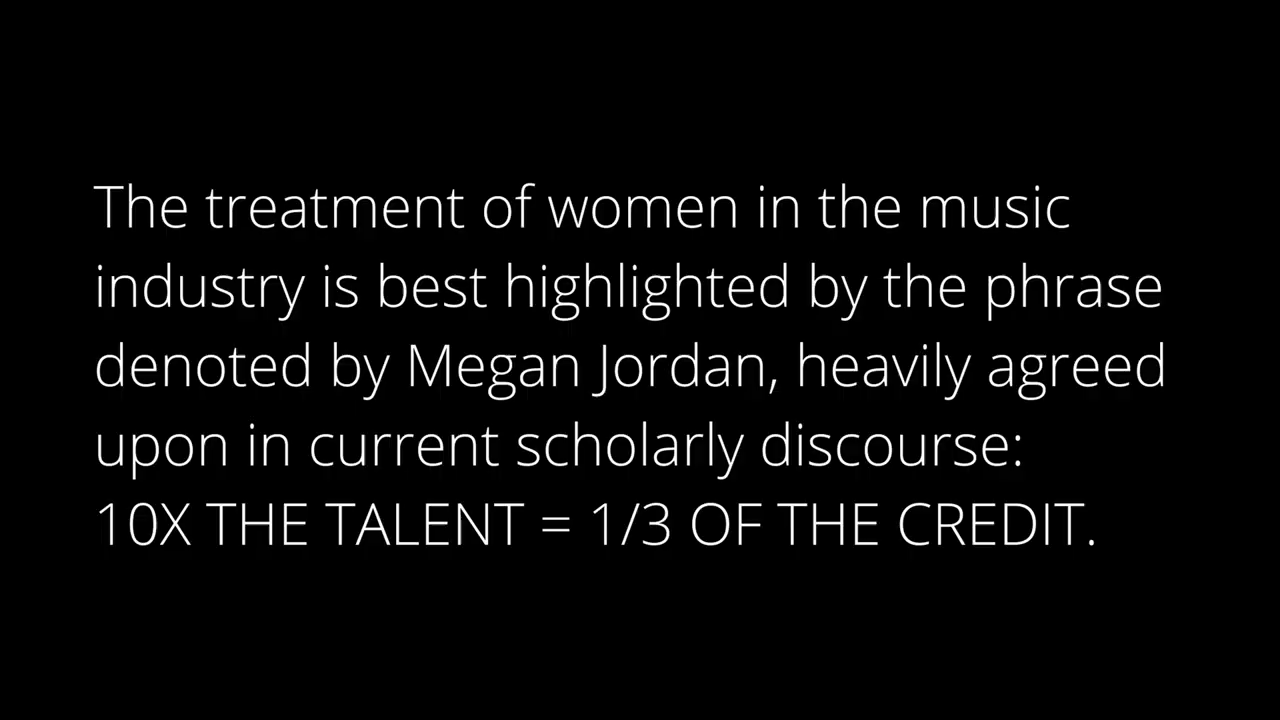 The treatment of women in the music
industry is best highlighted by the phrase
denoted by Megan Jordan, heavily agreed
upon in current scholarly discourse:
10X THE TALENT = 1/3 OF THE CREDIT.